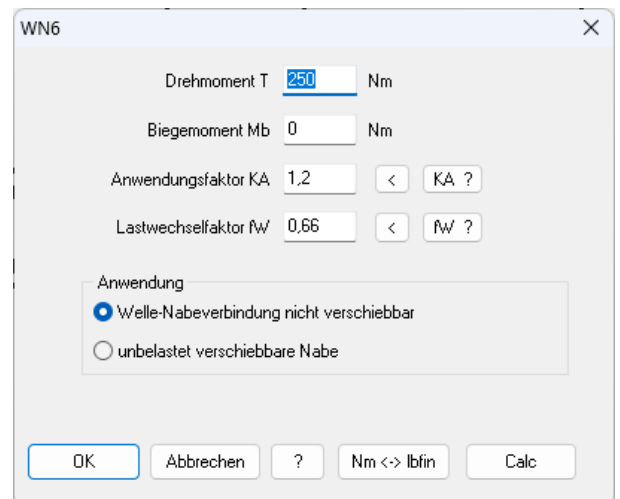 WN6
Drehmoment T 250 Nm
Biegemoment Mb 0 Nm
Anwendungsfaktor KA 1,2 < KA ?
Lastwechselfaktor fW 0,66 < fW ?
Anwendung
Welle-Nabeverbindung nicht verschiebbar
unbelastet verschiebbare Nabe
OK Abbrechen ? Nm <-> lbfin Calc